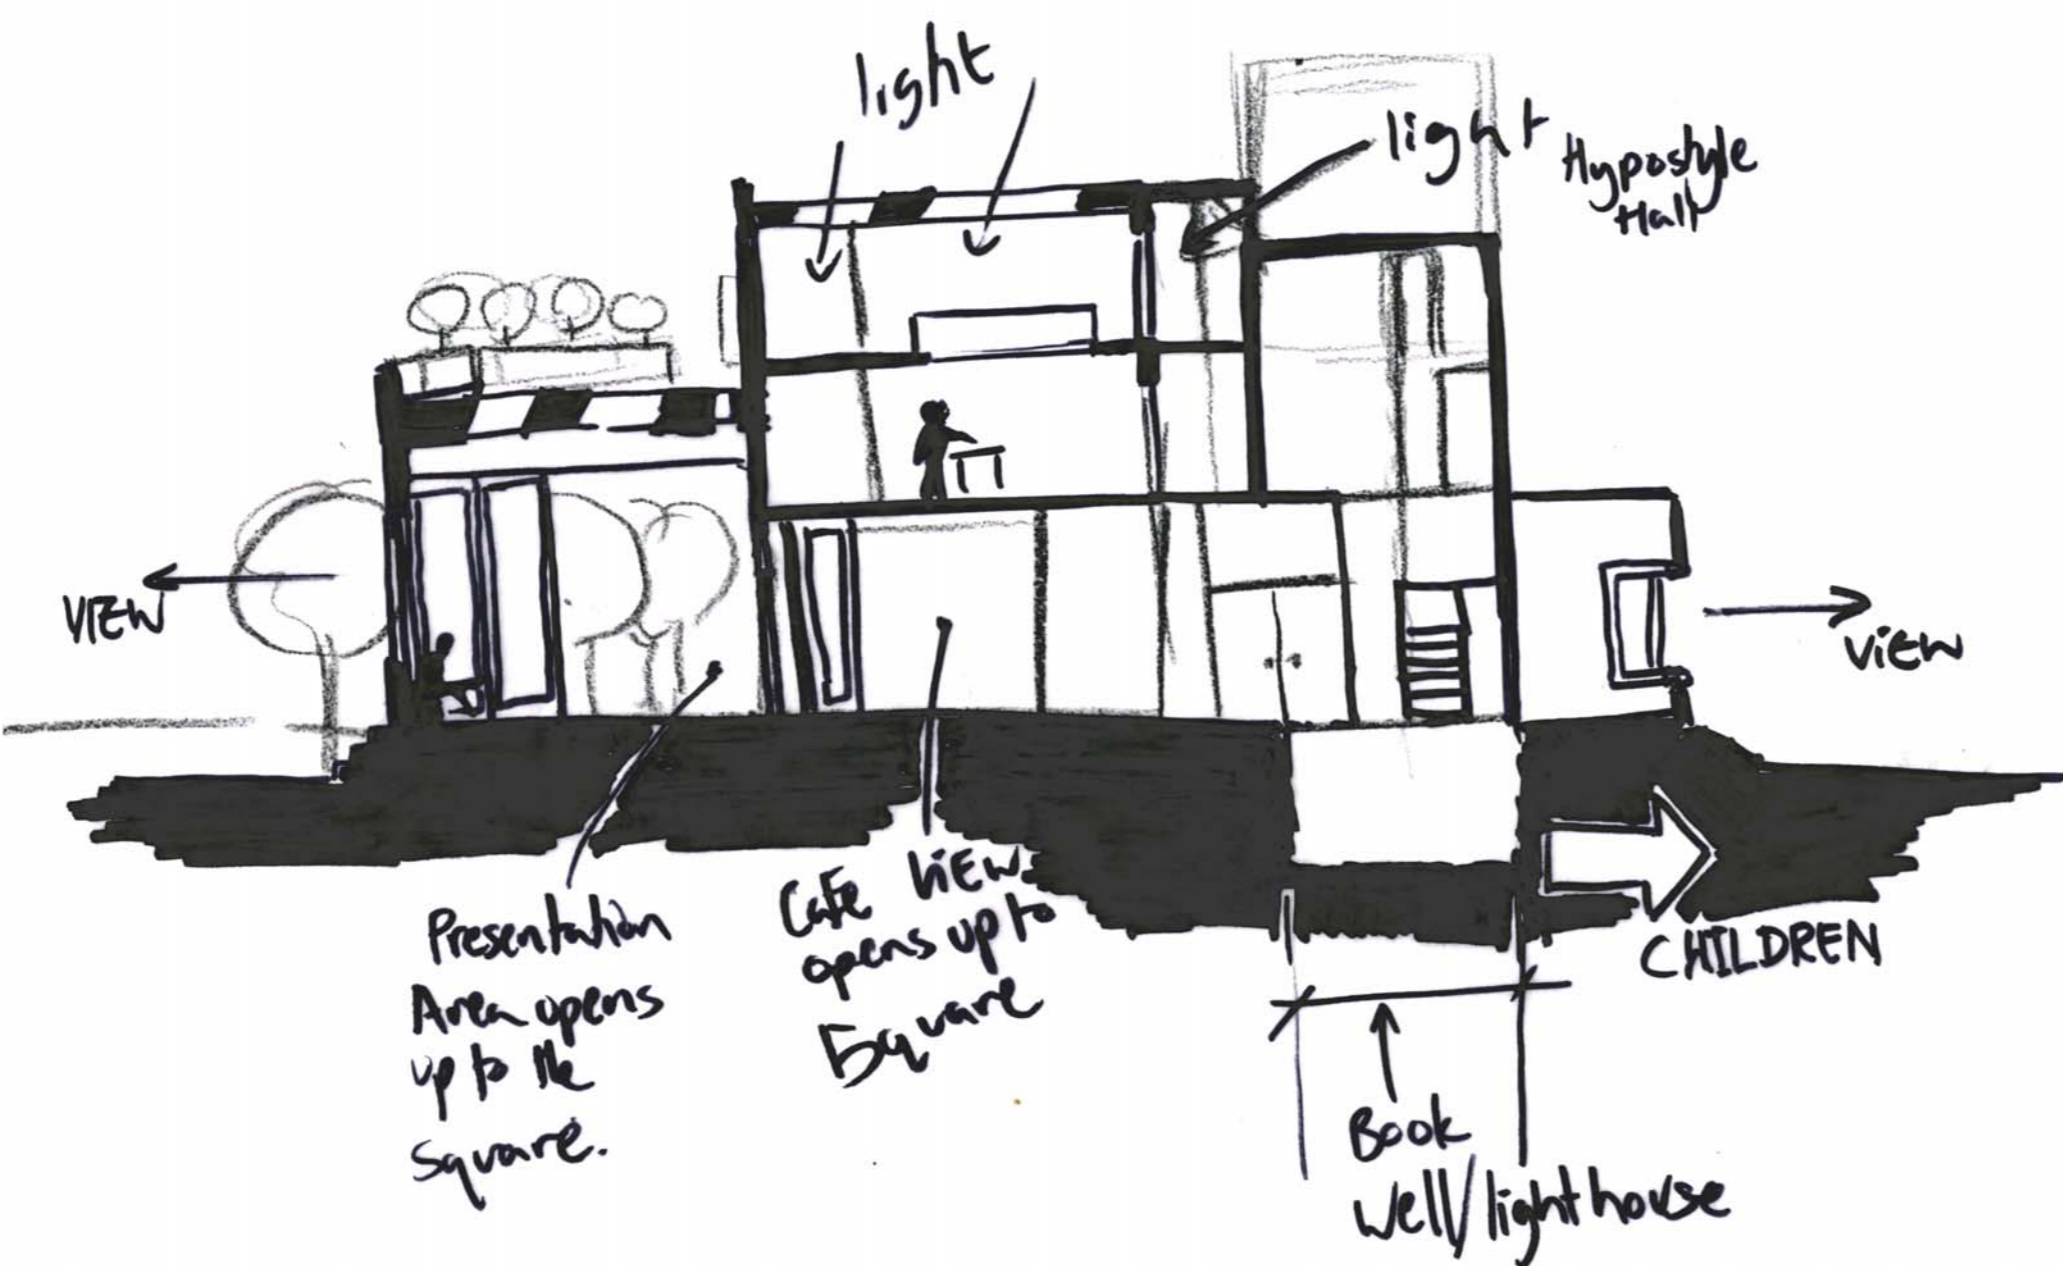 light
light
Hypostyle
Hall
VIEW
View
Presentation
Area opens
up to the
Square.
Cafe View
opens up to
Square
CHILDREN
Book
Well/lighthouse